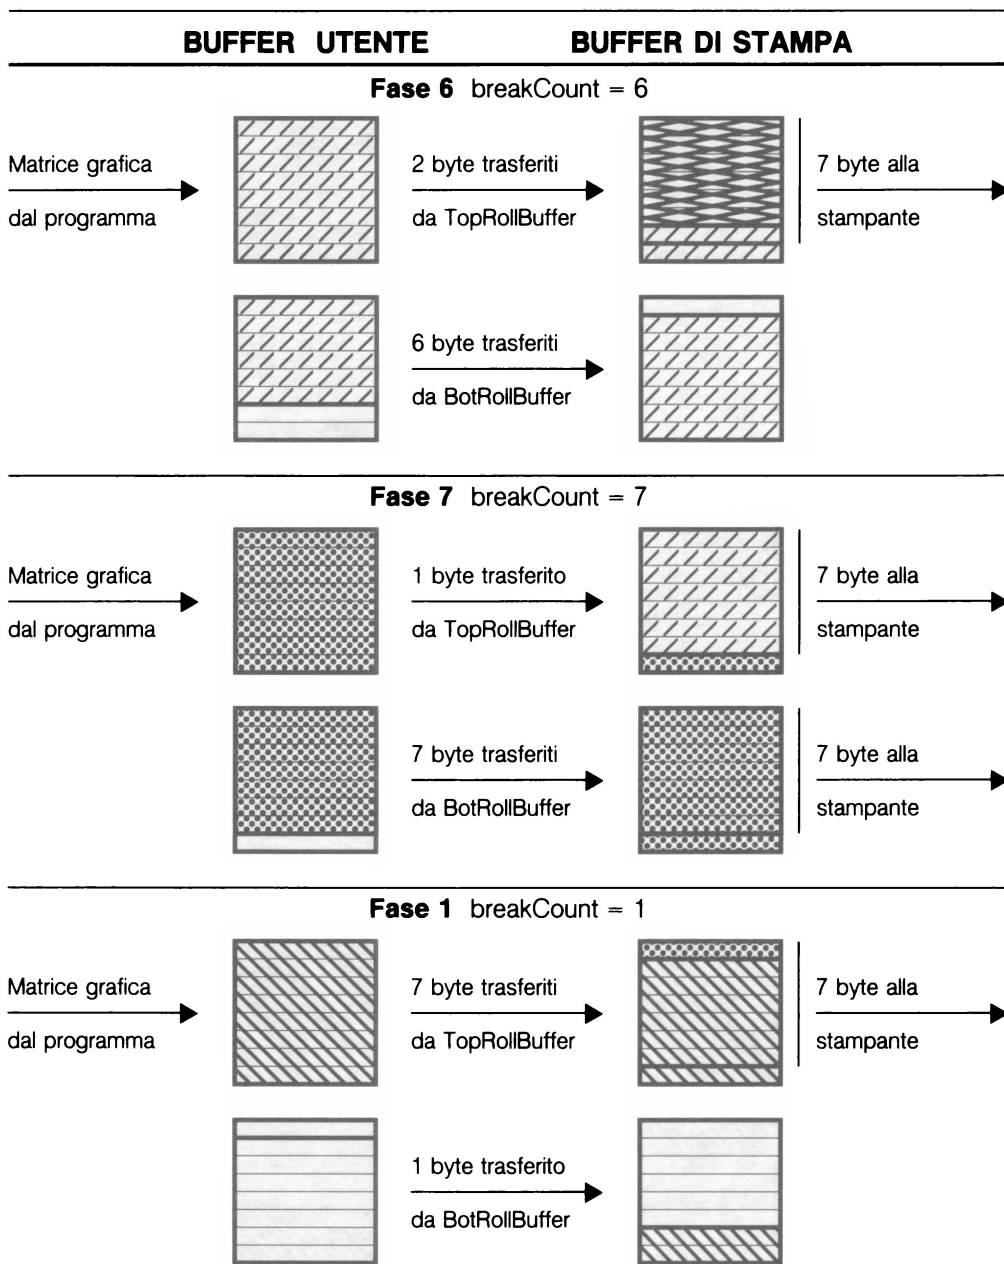 BUFFER UTENTE BUFFER DI STAMPA
Fase 6 breakCount = 6
Matrice grafica
dal programma
2 byte trasferiti
da TopRollBuffer
7 byte alla
stampante
6 byte trasferiti
da BotRollBuffer
Fase 7 breakCount = 7
Matrice grafica
dal programma
1 byte trasferito
da TopRollBuffer
7 byte alla
stampante
7 byte trasferiti
da BotRollBuffer
7 byte alla
stampante
Fase 1 breakCount = 1
Matrice grafica
dal programma
7 byte trasferiti
da TopRollBuffer
7 byte alla
stampante
1 byte trasferito
da BotRollBuffer